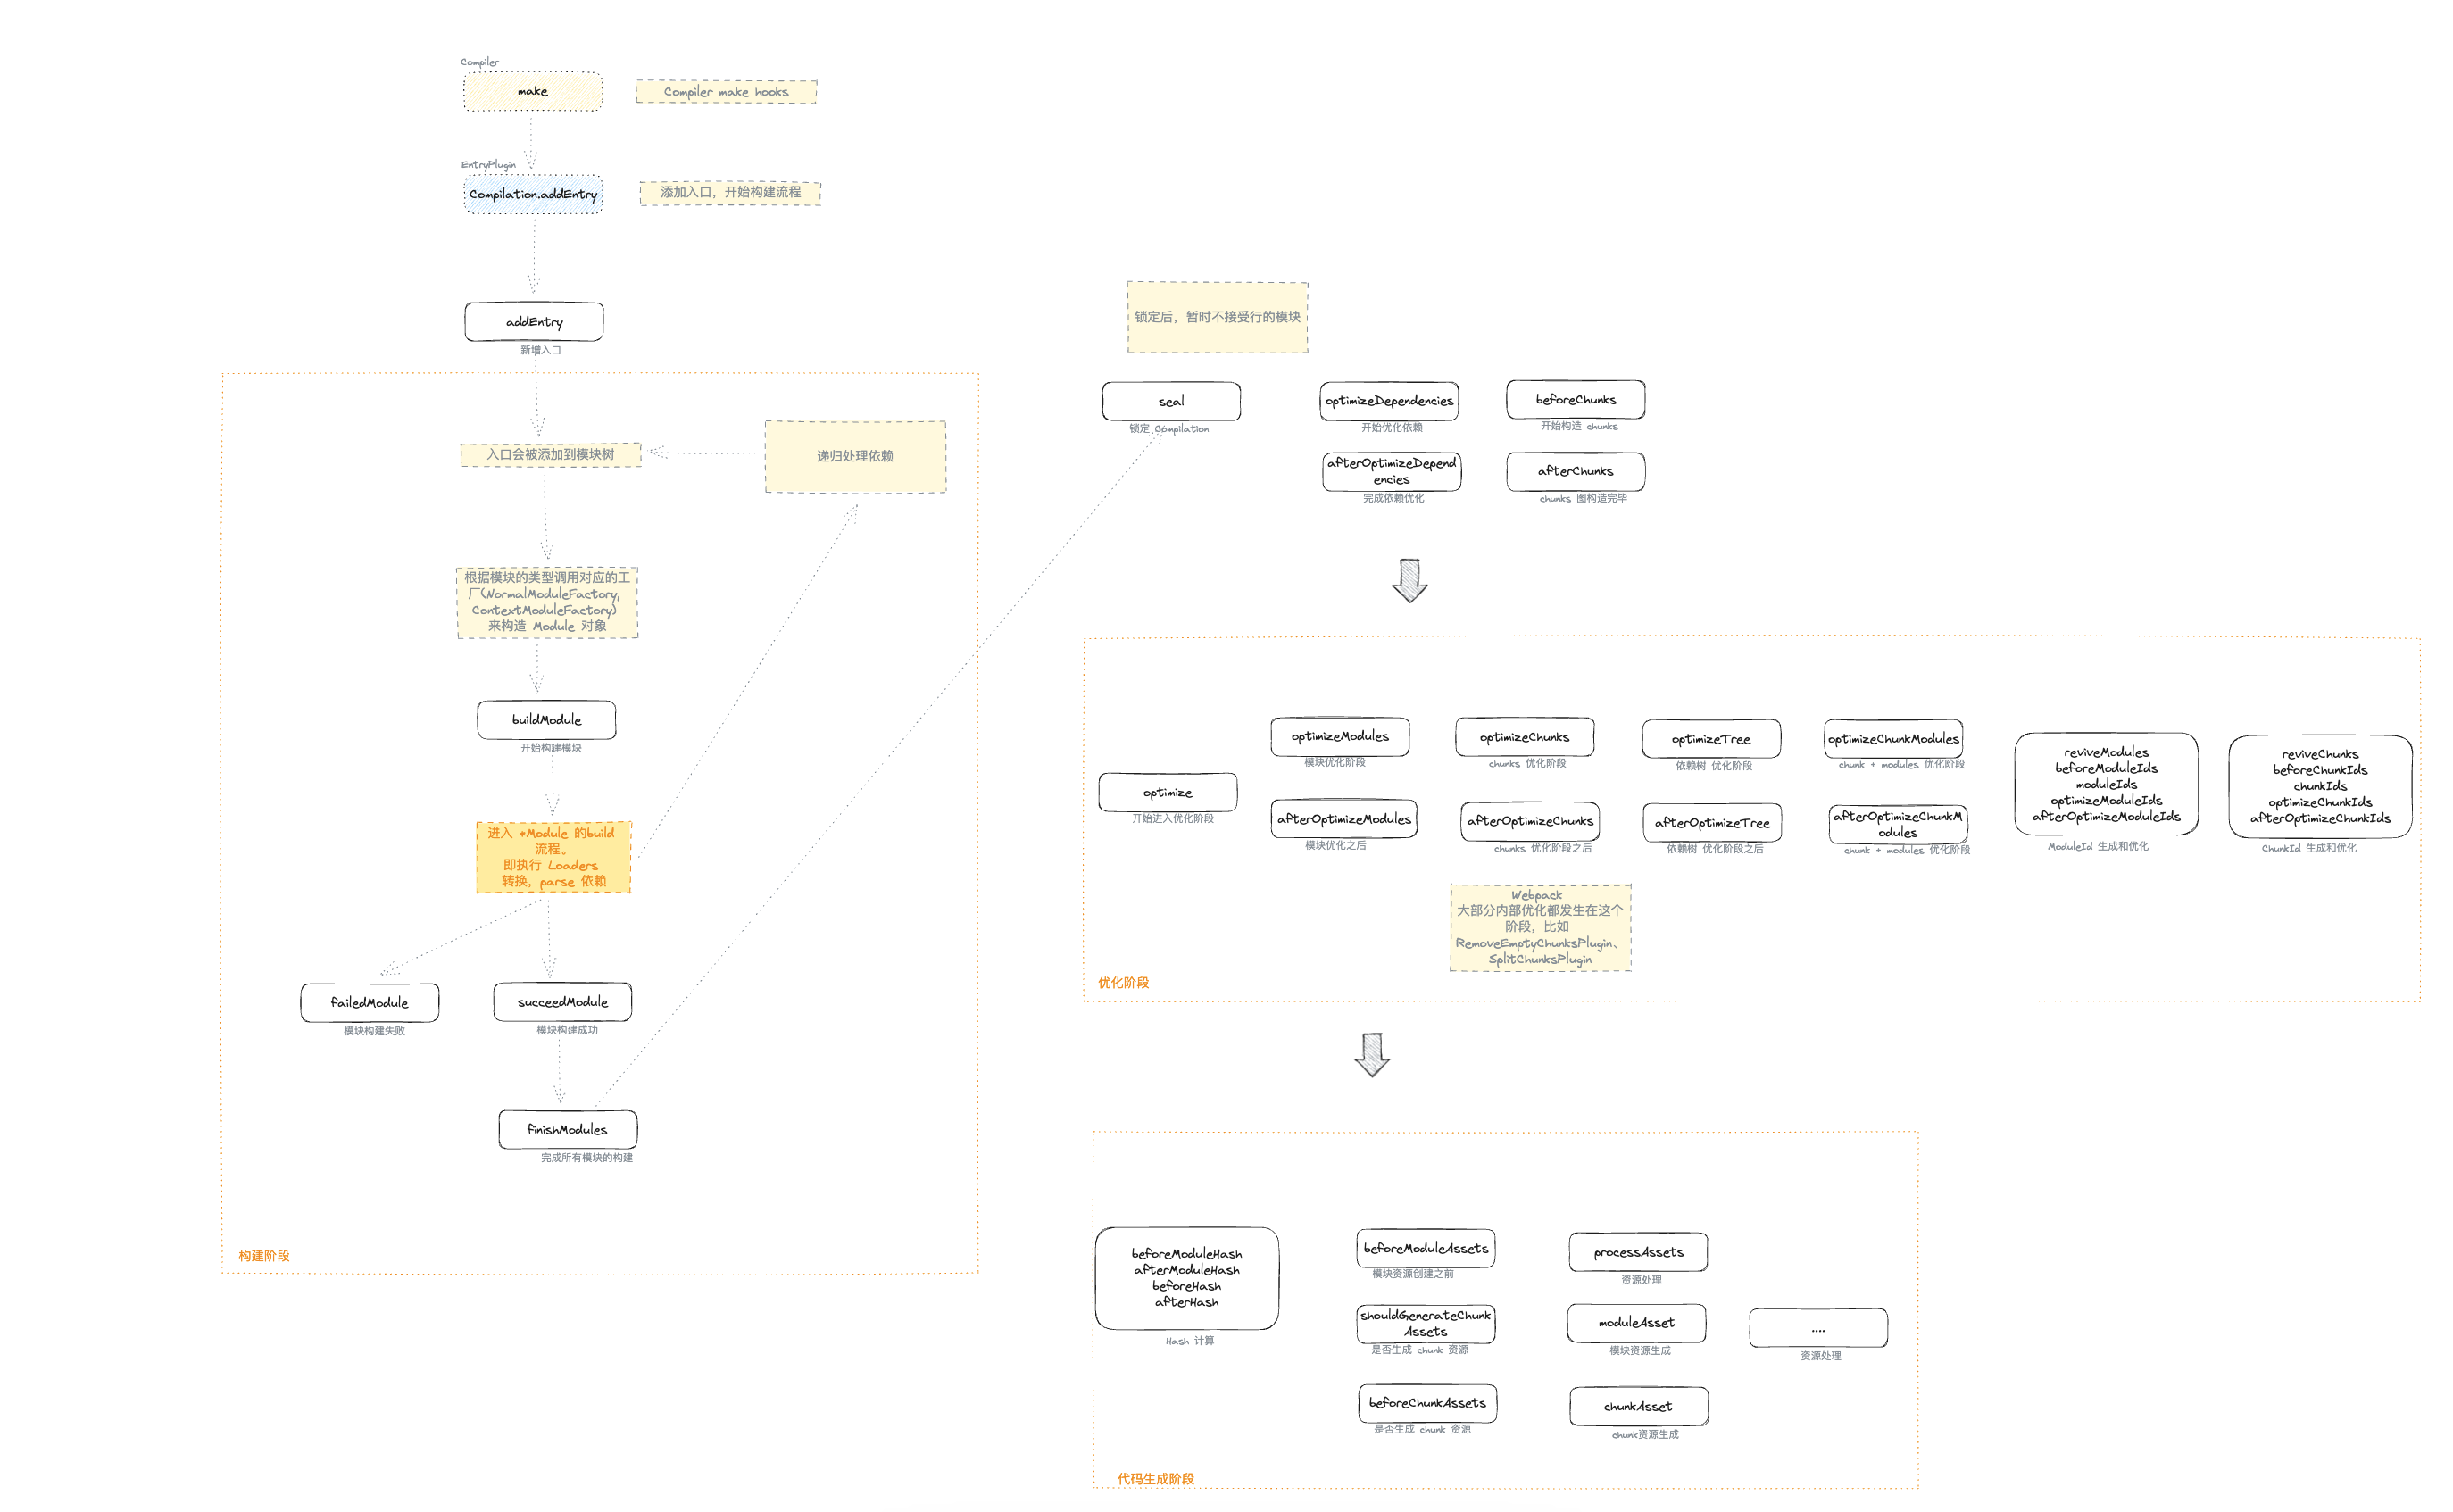 Compiler
make
Compiler make hooks
EntryPlugin
Compilation.addEntry
添加入口，开始构建流程
addEntry
新增入口
入口会被添加到模块树
递归处理依赖
根据模块的类型调用对应的工
厂(NormalModuleFactory,
ContextModuleFactory)
来构造 Module 对象
buildModule
开始构建模块
进入 *Module 的build
流程。
即执行 Loaders
转换，parse 依赖
failedModule
模块构建失败
succeedModule
模块构建成功
finishModules
完成所有模块的构建
构建阶段
锁定后，暂时不接受行的模块
seal
锁定 Compilation
optimizeDependencies
开始优化依赖
beforeChunks
开始构造 chunks
afterOptimizeDepend
encies
完成依赖优化
afterChunks
chunks 图构造完毕
optimize
开始进入优化阶段
optimizeModules
模块优化阶段
afterOptimizeModules
模块优化之后
optimizeChunks
chunks 优化阶段
afterOptimizeChunks
chunks 优化阶段之后
Webpack
大部分内部优化都发生在这个
阶段，比如
RemoveEmptyChunksPlugin、
SplitChunksPlugin
optimizeTree
依赖树 优化阶段
afterOptimizeTree
依赖树 优化阶段之后
optimizeChunkModules
chunk + modules 优化阶段
afterOptimizeChunkM
odules
chunk + modules 优化阶段
reviveModules
beforeModuleIds
moduleIds
optimizeModuleIds
afterOptimizeModuleIds
ModuleId 生成和优化
reviveChunks
beforeChunkIds
chunkIds
optimizeChunkIds
afterOptimizeChunkIds
ChunkId 生成和优化
优化阶段
beforeModuleHash
afterModuleHash
beforeHash
afterHash
Hash 计算
beforeModuleAssets
模块资源创建之前
shouldGenerateChunk
Assets
是否生成 chunk 资源
beforeChunkAssets
是否生成 chunk 资源
processAssets
资源处理
moduleAsset
模块资源生成
chunkAsset
chunk资源生成
....
资源处理
代码生成阶段